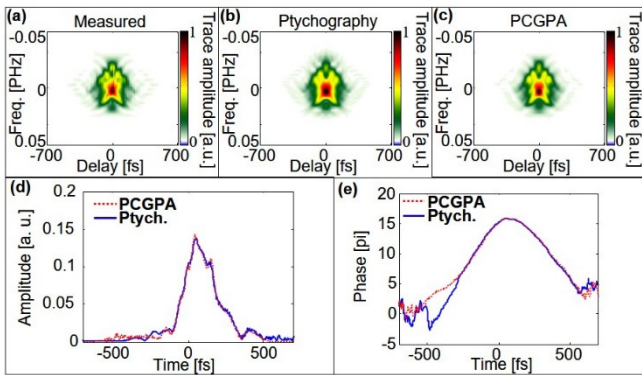 (a) Measured
(b) Ptychography
(c) PCGPA
-0.05
0
0.05
Freq. [PHz]
-700 0 700
Delay [fs]
1
0
Trace amplitude [a.u.]
-0.05
0
0.05
Freq. [PHz]
-700 0 700
Delay [fs]
1
0
Trace amplitude [a.u.]
-0.05
0
0.05
Freq. [PHz]
-700 0 700
Delay [fs]
1
0
Trace amplitude [a.u.]
(d)
0.2
0.15
0.1
0.05
0
Amplitude [a. u.]
PCGPA
Ptych.
-500 0 500
Time [fs]
(e)
20
15
10
5
0
-5
Phase [pi]
PCGPA
Ptych.
-500 0 500
Time [fs]